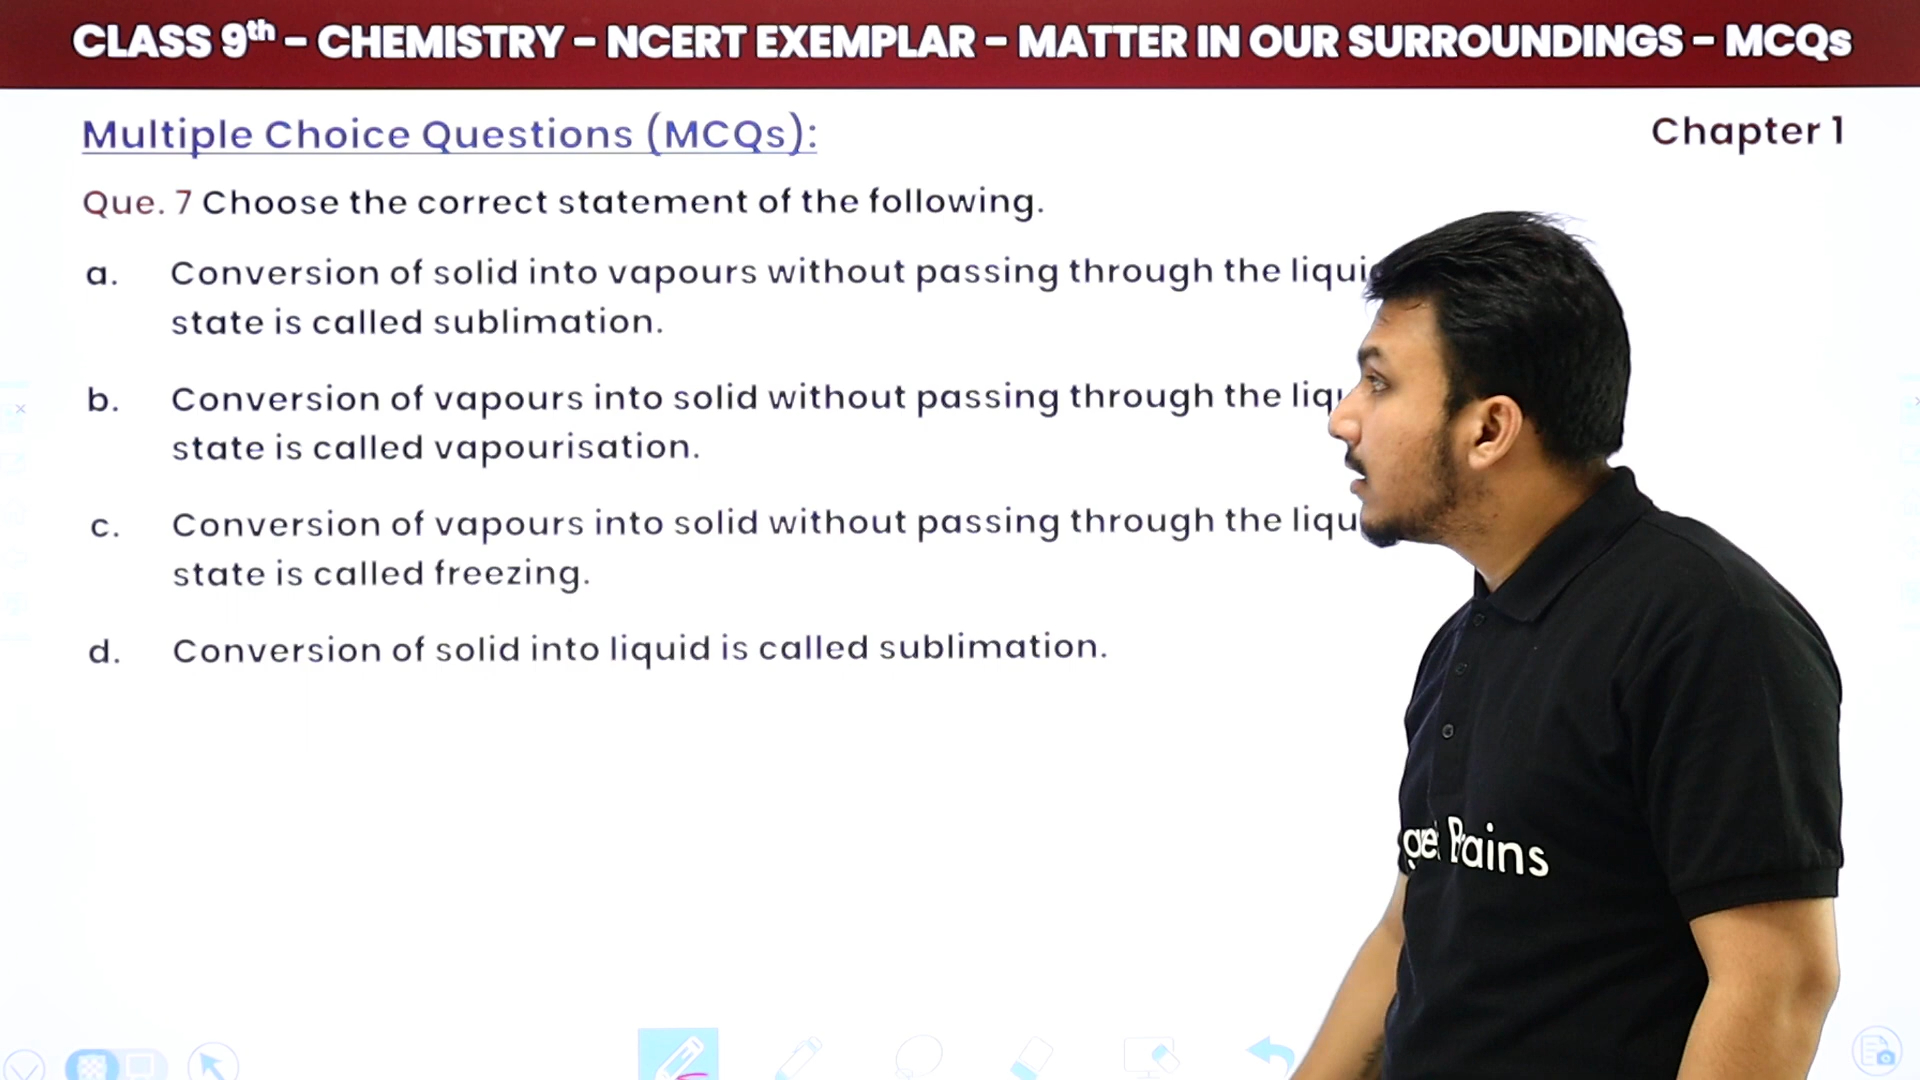 CLASS 9th – CHEMISTRY – NCERT EXEMPLAR – MATTER IN OUR SURROUNDINGS – MCQs
Multiple Choice Questions (MCQs):
Chapter 1
Que. 7 Choose the correct statement of the following.
a. Conversion of solid into vapours without passing through the
state is called sublimation.
b. Conversion of vapours into solid without passing through the
state is called vapourisation.
c. Conversion of vapours into solid without passing through the
state is called freezing.
d. Conversion of solid into liquid is called sublimation.
Brains